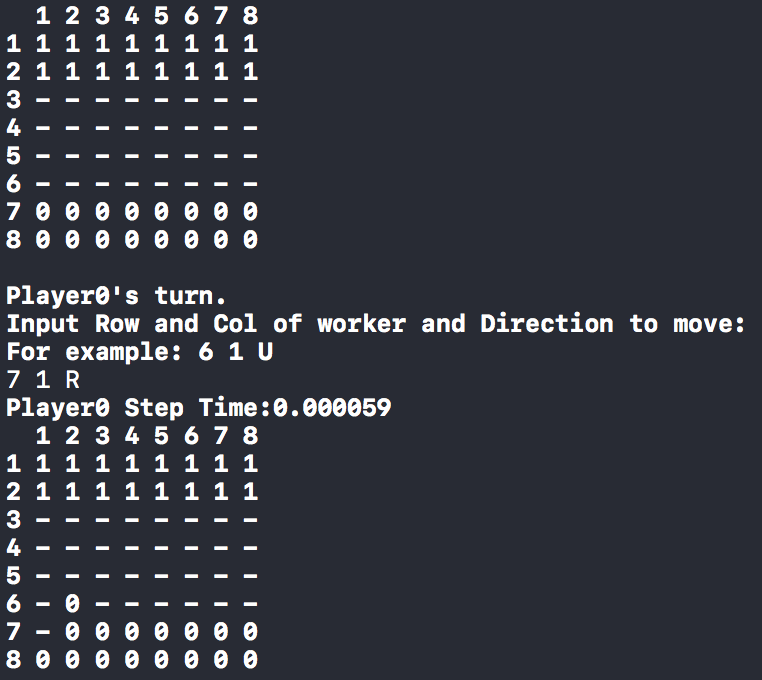 1 2 3 4 5 6 7 8
1 1 1 1 1 1 1 1 1
2 1 1 1 1 1 1 1 1
3 - - - - - - - -
4 - - - - - - - -
5 - - - - - - - -
6 - - - - - - - -
7 0 0 0 0 0 0 0 0
8 0 0 0 0 0 0 0 0

Player0's turn.
Input Row and Col of worker and Direction to move:
For example: 6 1 U
7 1 R
Player0 Step Time:0.000059
  1 2 3 4 5 6 7 8
1 1 1 1 1 1 1 1 1
2 1 1 1 1 1 1 1 1
3 - - - - - - - -
4 - - - - - - - -
5 - - - - - - - -
6 - 0 - - - - - -
7 - 0 0 0 0 0 0 0
8 0 0 0 0 0 0 0 0